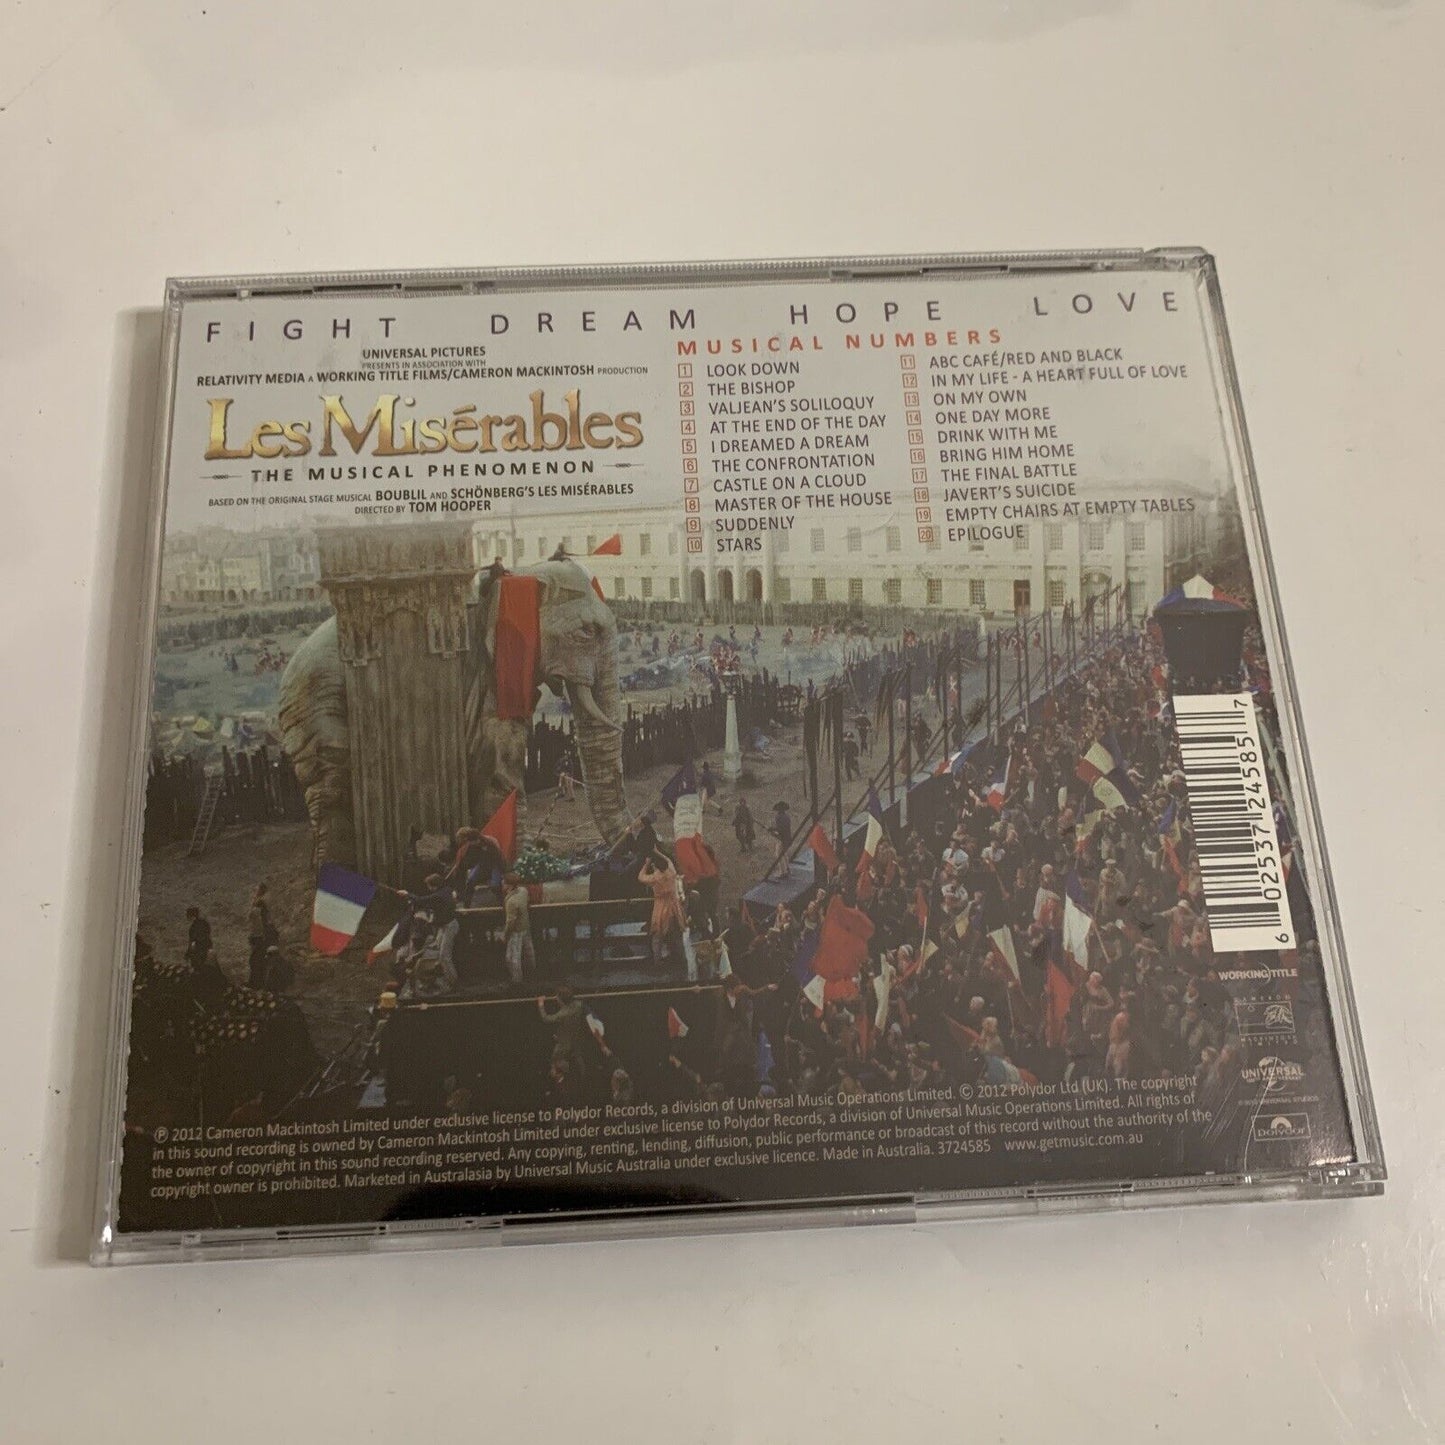 FIGHT DREAM HOPE LOVE
UNIVERSAL PICTURES
PRESENTS IN ASSOCIATION WITH
RELATIVITY MEDIA A WORKING TITLE FILMS/CAMERON MACKINTOSH PRODUCTION
Les Misérables
THE MUSICAL PHENOMENON
BASED ON THE ORIGINAL STAGE MUSICAL BOUBLIL AND SCHÖNBERG'S LES MISÉRABLES
DIRECTED BY TOM HOOPER
MUSICAL NUMBERS
1 LOOK DOWN
2 THE BISHOP
3 VALJEAN'S SOLILOQUY
4 AT THE END OF THE DAY
5 I DREAMED A DREAM
6 THE CONFRONTATION
7 CASTLE ON A CLOUD
8 MASTER OF THE HOUSE
9 SUDDENLY
10 STARS
11 ABC CAFÉ/RED AND BLACK
12 IN MY LIFE - A HEART FULL OF LOVE
13 ON MY OWN
14 ONE DAY MORE
15 DRINK WITH ME
16 BRING HIM HOME
17 THE FINAL BATTLE
18 JAVERT'S SUICIDE
19 EMPTY CHAIRS AT EMPTY TABLES
20 EPILOGUE
6 02537 24585 7
WORKING TITLE
CAMERON
MACKINTOSH
UNIVERSAL
Polydor
℗ 2012 Cameron Mackintosh Limited under exclusive license to Polydor Records, a division of Universal Music Operations Limited. © 2012 Polydor Ltd (UK). The copyright
in this sound recording is owned by Cameron Mackintosh Limited under exclusive license to Polydor Records, a division of Universal Music Operations Limited. All rights of
the owner of copyright in this sound recording reserved. Any copying, renting, lending, diffusion, public performance or broadcast of this record without the authority of the
copyright owner is prohibited. Marketed in Australasia by Universal Music Australia under exclusive licence. Made in Australia. 3724585 www.getmusic.com.au